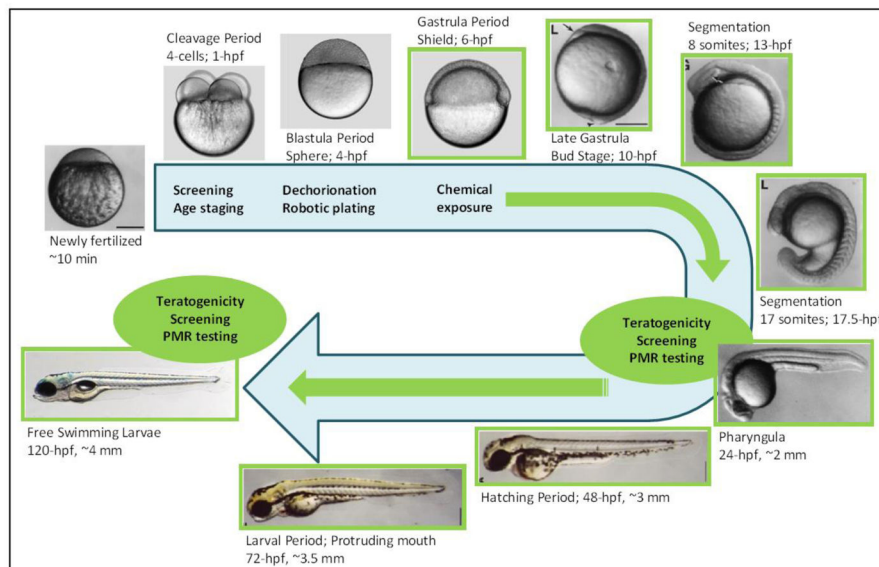 Cleavage Period
4-cells; 1-hpf
Blastula Period
Sphere; 4-hpf
Gastrula Period
Shield; 6-hpf
L
Late Gastrula
Bud Stage; 10-hpf
Segmentation
8 somites; 13-hpf
G
Newly fertilized
~10 min
Screening
Age staging
Dechorionation
Robotic plating
Chemical
exposure
L
Segmentation
17 somites; 17.5-hpf
Teratogenicity
Screening
PMR testing
Pharyngula
24-hpf, ~2 mm
Hatching Period; 48-hpf, ~3 mm
Larval Period; Protruding mouth
72-hpf, ~3.5 mm
Teratogenicity
Screening
PMR testing
Free Swimming Larvae
120-hpf, ~4 mm